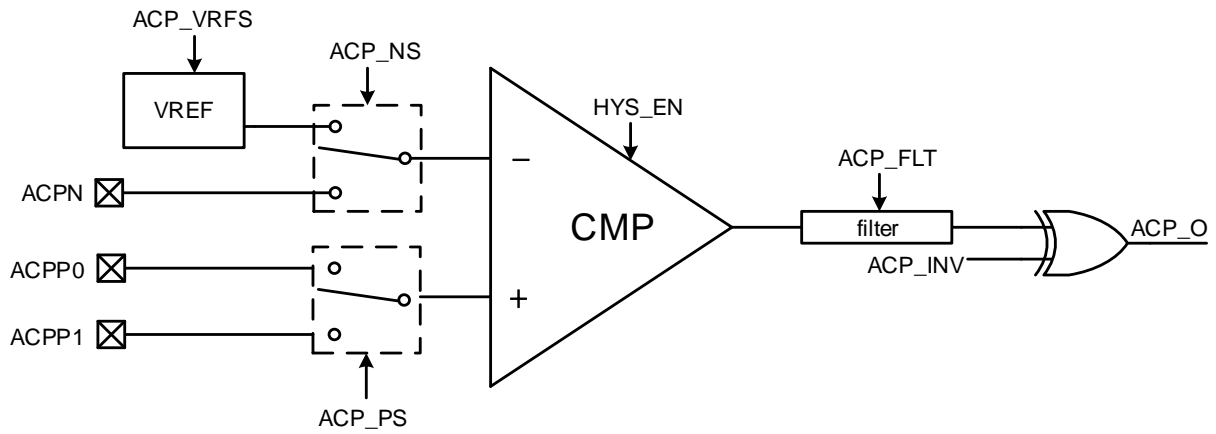 ACP_VRFS
ACP_NS
VREF
HYS_EN
ACP_FLT
ACPN
−
CMP
filter
ACP_O
ACPP0
ACP_INV
+
ACPP1
ACP_PS